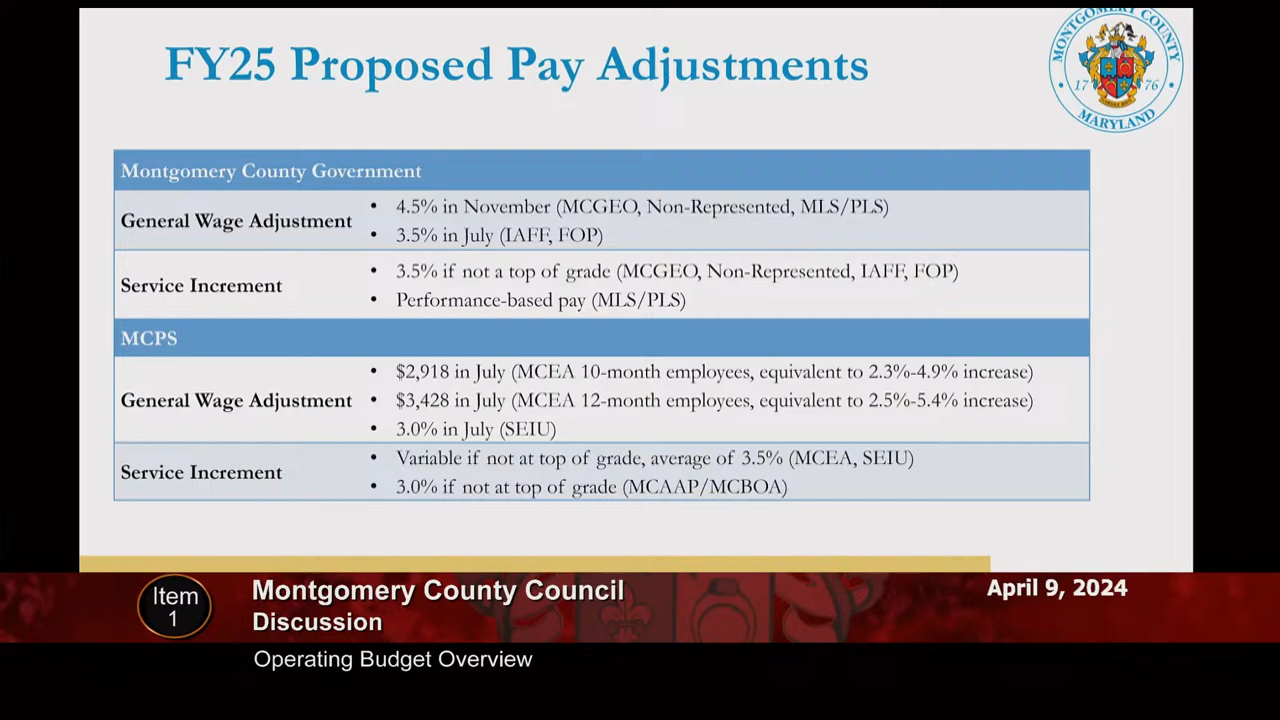 FY25 Proposed Pay Adjustments
MONTGOMERY COUNTY
17 76
MARYLAND
Montgomery County Government
General Wage Adjustment
• 4.5% in November (MCGEO, Non-Represented, MLS/PLS)
• 3.5% in July (IAFF, FOP)
Service Increment
• 3.5% if not a top of grade (MCGEO, Non-Represented, IAFF, FOP)
• Performance-based pay (MLS/PLS)
MCPS
General Wage Adjustment
• $2,918 in July (MCEA 10-month employees, equivalent to 2.3%-4.9% increase)
• $3,428 in July (MCEA 12-month employees, equivalent to 2.5%-5.4% increase)
• 3.0% in July (SEIU)
Service Increment
• Variable if not at top of grade, average of 3.5% (MCEA, SEIU)
• 3.0% if not at top of grade (MCAAP/MCBOA)
Item
1
Montgomery County Council
Discussion
April 9, 2024
Operating Budget Overview